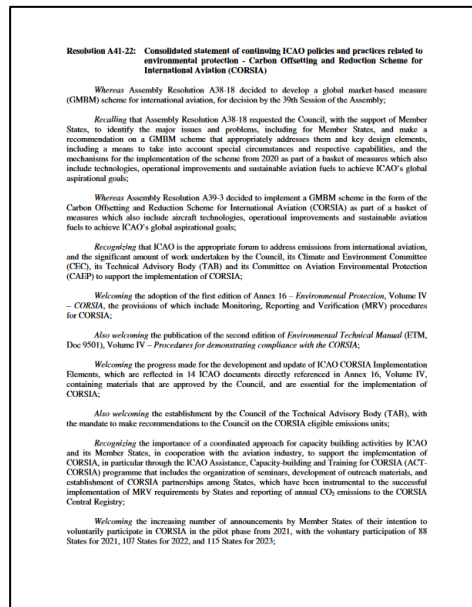 Resolution A41-22: Consolidated statement of continuing ICAO policies and practices related to
environmental protection - Carbon Offsetting and Reduction Scheme for
International Aviation (CORSIA)
Whereas Assembly Resolution A38-18 decided to develop a global market-based measure
(GMBM) scheme for international aviation, for decision by the 39th Session of the Assembly;
Recalling that Assembly Resolution A38-18 requested the Council, with the support of Member
States, to identify the major issues and problems, including for Member States, and make a
recommendation on a GMBM scheme that appropriately addresses them and key design elements,
including a means to take into account special circumstances and respective capabilities, and the
mechanisms for the implementation of the scheme from 2020 as part of a basket of measures which also
include technologies, operational improvements and sustainable aviation fuels to achieve ICAO's global
aspirational goals;
Whereas Assembly Resolution A39-3 decided to implement a GMBM scheme in the form of the
Carbon Offsetting and Reduction Scheme for International Aviation (CORSIA) as part of a basket of
measures which also include aircraft technologies, operational improvements and sustainable aviation
fuels to achieve ICAO's global aspirational goals;
Recognizing that ICAO is the appropriate forum to address emissions from international aviation,
and the significant amount of work undertaken by the Council, its Climate and Environment Committee
(CEC), its Technical Advisory Body (TAB) and its Committee on Aviation Environmental Protection
(CAEP) to support the implementation of CORSIA;
Welcoming the adoption of the first edition of Annex 16 – Environmental Protection, Volume IV
– CORSIA, the provisions of which include Monitoring, Reporting and Verification (MRV) procedures
for CORSIA;
Also welcoming the publication of the second edition of Environmental Technical Manual (ETM,
Doc 9501), Volume IV – Procedures for demonstrating compliance with the CORSIA;
Welcoming the progress made for the development and update of ICAO CORSIA Implementation
Elements, which are reflected in 14 ICAO documents directly referenced in Annex 16, Volume IV,
containing materials that are approved by the Council, and are essential for the implementation of
CORSIA;
Also welcoming the establishment by the Council of the Technical Advisory Body (TAB), with
the mandate to make recommendations to the Council on the CORSIA eligible emissions units;
Recognizing the importance of a coordinated approach for capacity building activities by ICAO
and its Member States, in cooperation with the aviation industry, to support the implementation of
CORSIA, in particular through the ICAO Assistance, Capacity-building and Training for CORSIA (ACT-
CORSIA) programme that includes the organization of seminars, development of outreach materials, and
establishment of CORSIA partnerships among States, which have been instrumental to the successful
implementation of MRV requirements by States and reporting of annual CO₂ emissions to the CORSIA
Central Registry;
Welcoming the increasing number of announcements by Member States of their intention to
voluntarily participate in CORSIA in the pilot phase from 2021, with the voluntary participation of 88
States for 2021, 107 States for 2022, and 115 States for 2023;